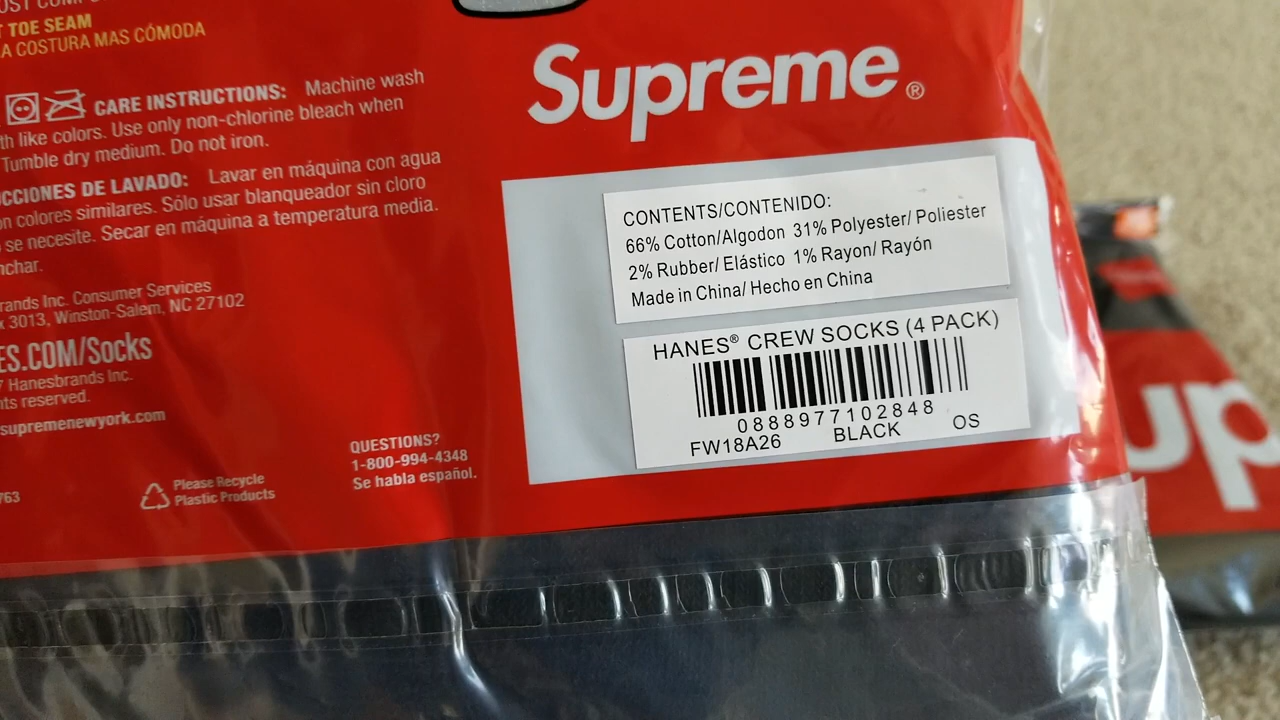 T TOE SEAM
A COSTURA MAS CÓMODA
CARE INSTRUCTIONS: Machine wash
th like colors. Use only non-chlorine bleach when
Tumble dry medium. Do not iron.
CCIONES DE LAVADO: Lavar en máquina con agua
on colores similares. Sólo usar blanqueador sin cloro
se necesite. Secar en máquina a temperatura media.
nchar.
rands Inc. Consumer Services
x 3013, Winston-Salem, NC 27102
ES.COM/Socks
7 Hanesbrands Inc.
nts reserved.
supremenewyork.com
763
Please Recycle
Plastic Products
QUESTIONS?
1-800-994-4348
Se habla español.
Supreme®
CONTENTS/CONTENIDO:
66% Cotton/Algodon 31% Polyester/ Poliester
2% Rubber/ Elástico 1% Rayon/ Rayón
Made in China/ Hecho en China
HANES® CREW SOCKS (4 PACK)
0888977102848
FW18A26 BLACK OS
up